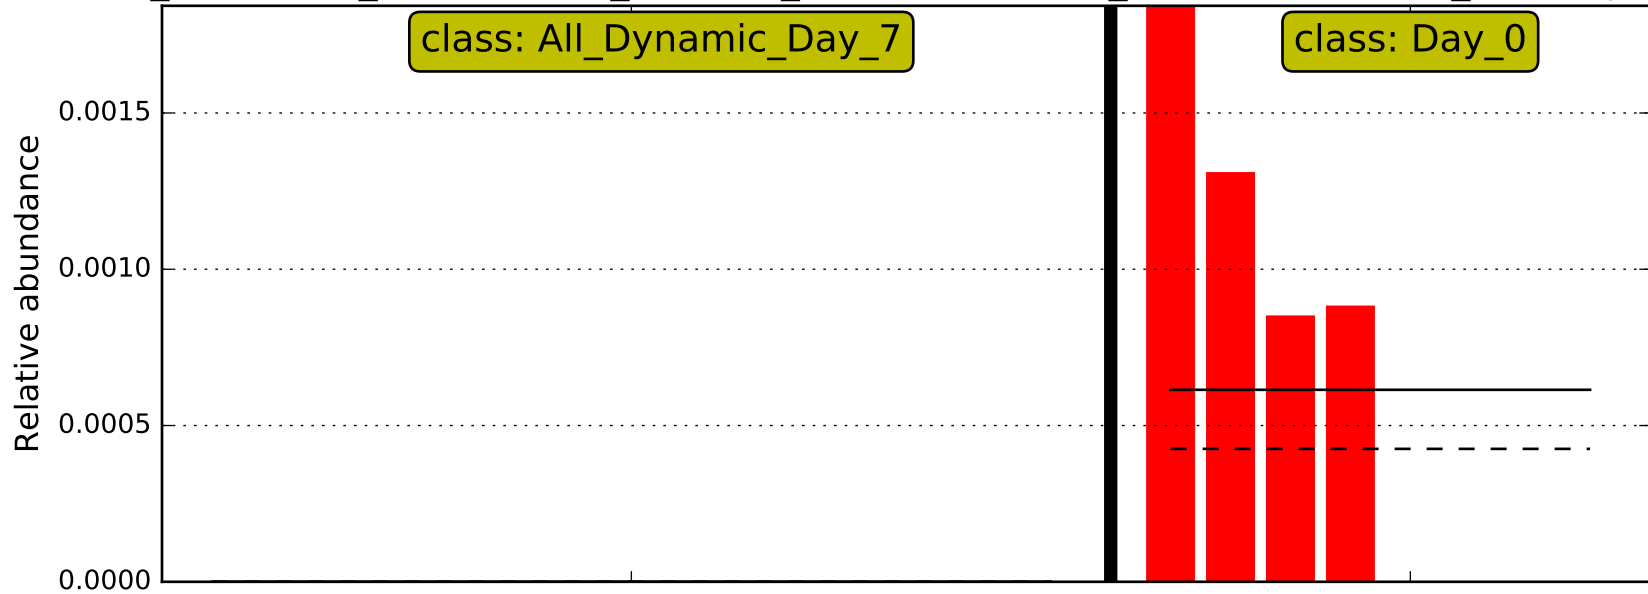 class: All_Dynamic_Day_7
class: Day_0
0.0015
0.0010
0.0005
0.0000
Relative abundance